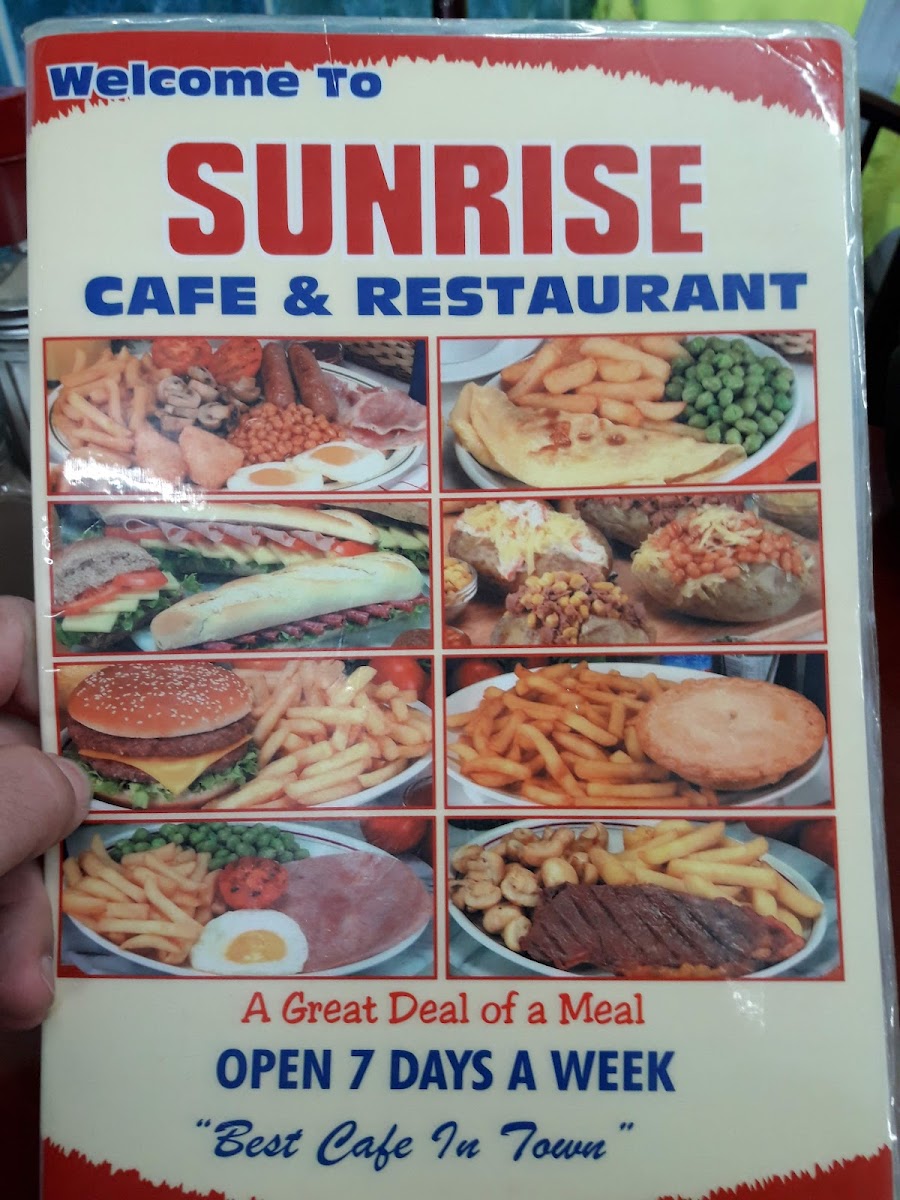 Welcome To
SUNRISE
CAFE & RESTAURANT
A Great Deal of a Meal
OPEN 7 DAYS A WEEK
"Best Cafe In Town"